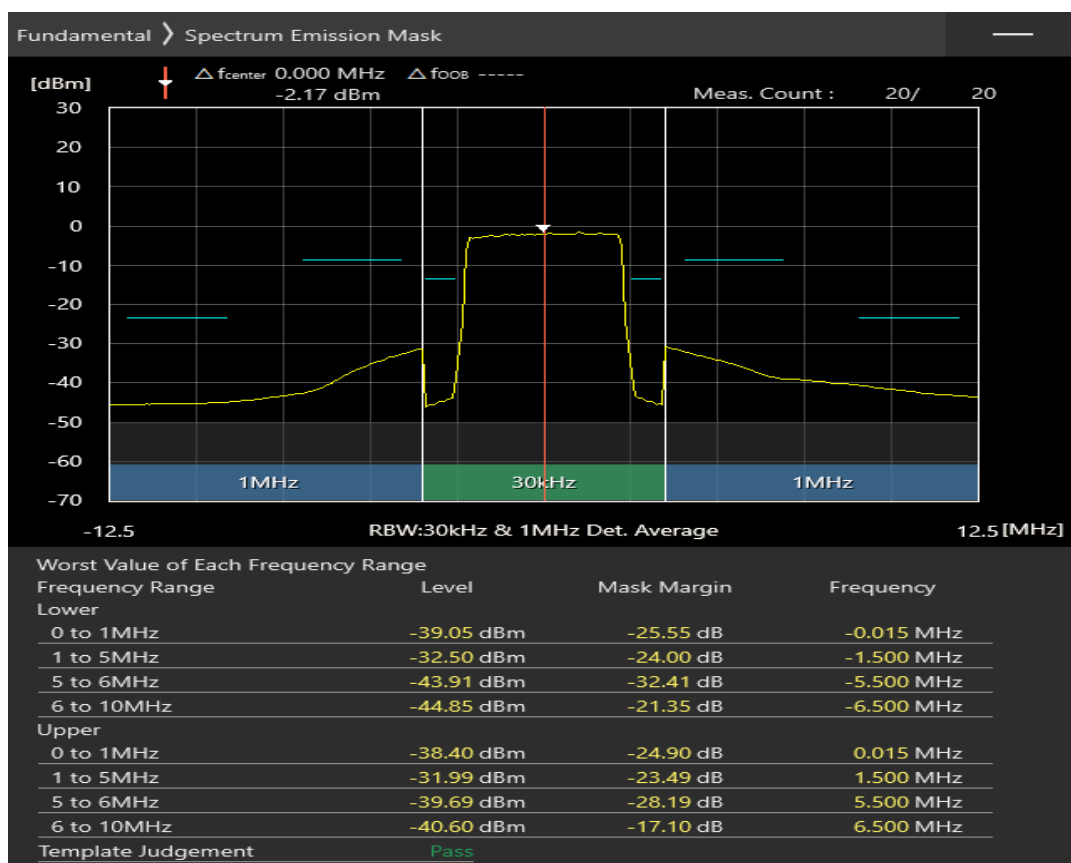 Fundamental ❯ Spectrum Emission Mask
[dBm] △ fcenter 0.000 MHz △ fOOB -----
-2.17 dBm Meas. Count : 20/ 20
30
20
10
0
-10
-20
-30
-40
-50
-60
1MHz 30kHz 1MHz
-70
-12.5 RBW:30kHz & 1MHz Det. Average 12.5 [MHz]
Worst Value of Each Frequency Range
Frequency Range Level Mask Margin Frequency
Lower
0 to 1MHz -39.05 dBm -25.55 dB -0.015 MHz
1 to 5MHz -32.50 dBm -24.00 dB -1.500 MHz
5 to 6MHz -43.91 dBm -32.41 dB -5.500 MHz
6 to 10MHz -44.85 dBm -21.35 dB -6.500 MHz
Upper
0 to 1MHz -38.40 dBm -24.90 dB 0.015 MHz
1 to 5MHz -31.99 dBm -23.49 dB 1.500 MHz
5 to 6MHz -39.69 dBm -28.19 dB 5.500 MHz
6 to 10MHz -40.60 dBm -17.10 dB 6.500 MHz
Template Judgement Pass